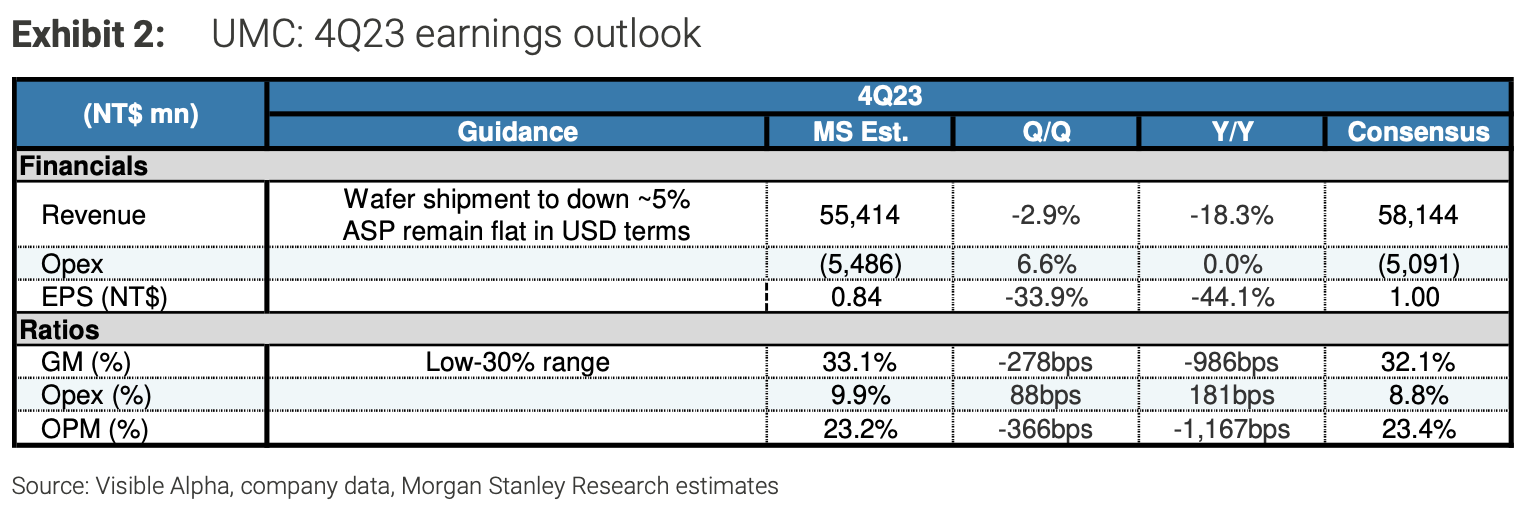 Exhibit 2: UMC: 4Q23 earnings outlook
(NT$ mn) 4Q23
Guidance MS Est. Q/Q Y/Y Consensus
Financials
Revenue Wafer shipment to down ~5% 55,414 -2.9% -18.3% 58,144
ASP remain flat in USD terms
Opex (5,486) 6.6% 0.0% (5,091)
EPS (NT$) 0.84 -33.9% -44.1% 1.00
Ratios
GM (%) Low-30% range 33.1% -278bps -986bps 32.1%
Opex (%) 9.9% 88bps 181bps 8.8%
OPM (%) 23.2% -366bps -1,167bps 23.4%
Source: Visible Alpha, company data, Morgan Stanley Research estimates